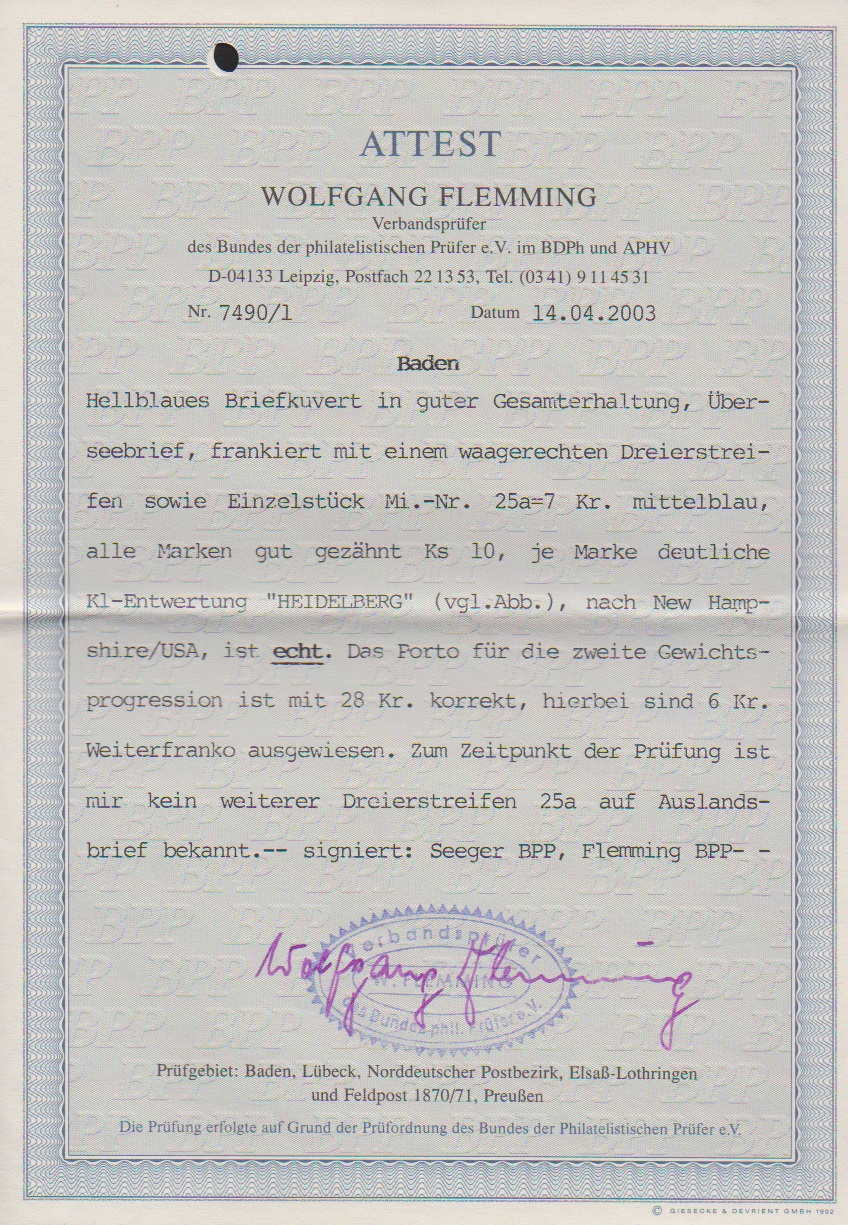 ATTEST
WOLFGANG FLEMMING
Verbandsprüfer
des Bundes der philatelistischen Prüfer e.V. im BDPh und APHV
D-04133 Leipzig, Postfach 22 13 53, Tel. (03 41) 9 11 45 31
Nr. 7490/l Datum 14.04.2003
Baden
Hellblaues Briefkuvert in guter Gesamterhaltung, Über-
seebrief, frankiert mit einem waagerechten Dreierstrei-
fen sowie Einzelstück Mi.-Nr. 25a=7 Kr. mittelblau,
alle Marken gut gezähnt Ks 10, je Marke deutliche
Kl-Entwertung "HEIDELBERG" (vgl.Abb.), nach New Hamp-
shire/USA, ist echt. Das Porto für die zweite Gewichts-
progression ist mit 28 Kr. korrekt, hierbei sind 6 Kr.
Weiterfranko ausgewiesen. Zum Zeitpunkt der Prüfung ist
mir kein weiterer Dreierstreifen 25a auf Auslands-
brief bekannt.-- signiert: Seeger BPP, Flemming BPP- -
Verbandsprüfer
W. FLEMMING
des Bundes phil. Prüfer e.V.
Wolfgang Flemming
Prüfgebiet: Baden, Lübeck, Norddeutscher Postbezirk, Elsaß-Lothringen
und Feldpost 1870/71, Preußen
Die Prüfung erfolgte auf Grund der Prüfordnung des Bundes der Philatelistischen Prüfer e.V.
© GIESECKE & DEVRIENT GMBH 1992